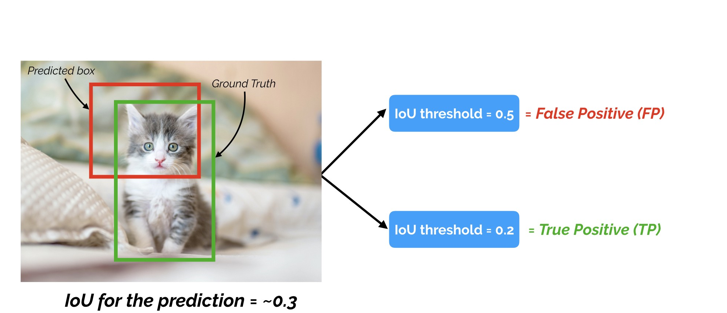 Predicted box
Ground Truth
IoU threshold = 0.5 = False Positive (FP)
IoU threshold = 0.2 = True Positive (TP)
IoU for the prediction = ~0.3